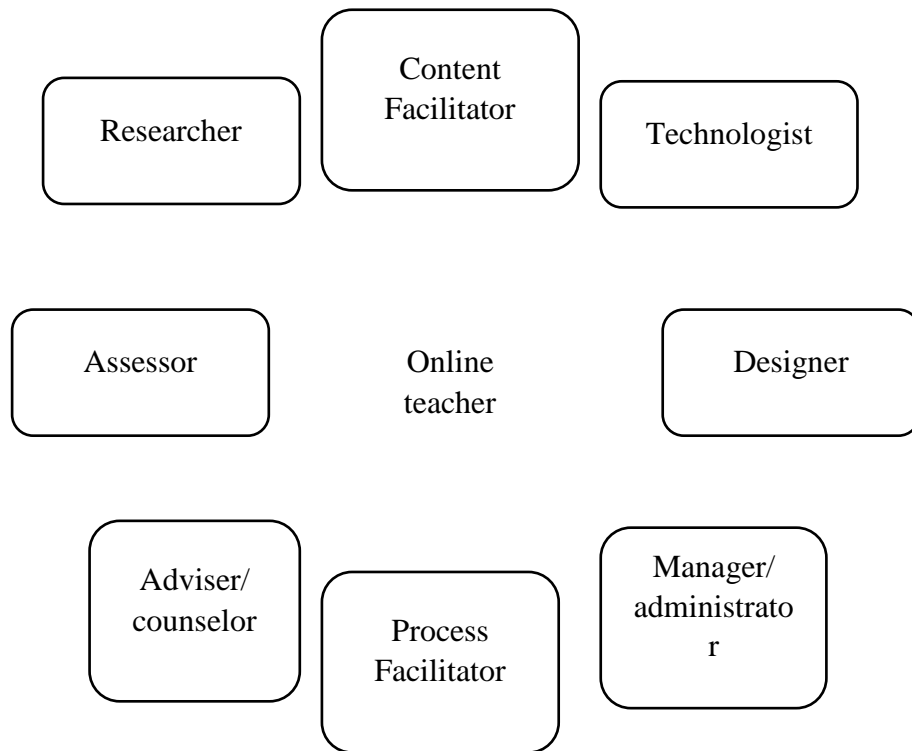 Content
Facilitator
Researcher
Technologist
Assessor
Online
teacher
Designer
Adviser/
counselor
Process
Facilitator
Manager/
administrato
r